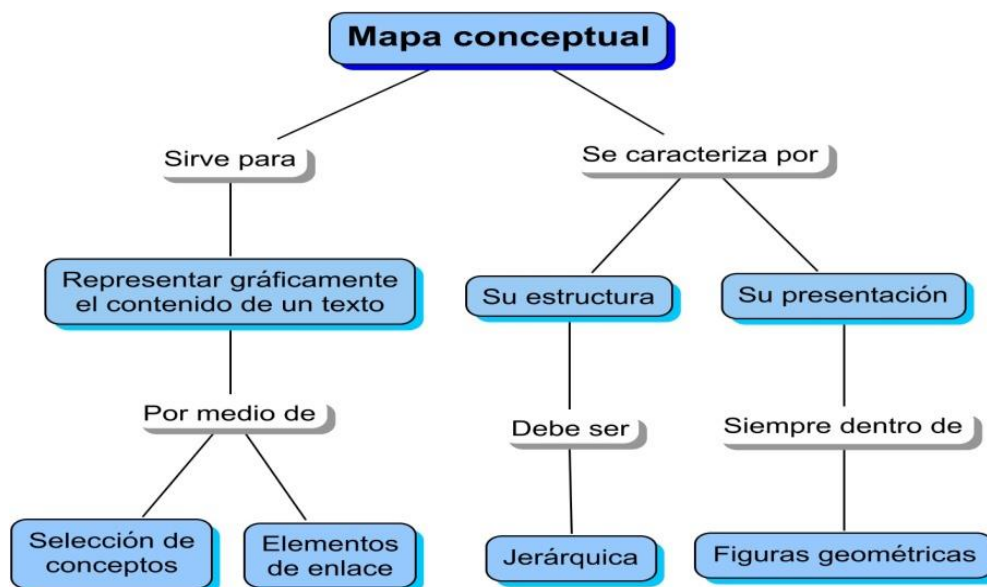 Mapa conceptual
Sirve para
Se caracteriza por
Representar gráficamente
el contenido de un texto
Su estructura
Su presentación
Por medio de
Debe ser
Siempre dentro de
Selección de
conceptos
Elementos
de enlace
Jerárquica
Figuras geométricas